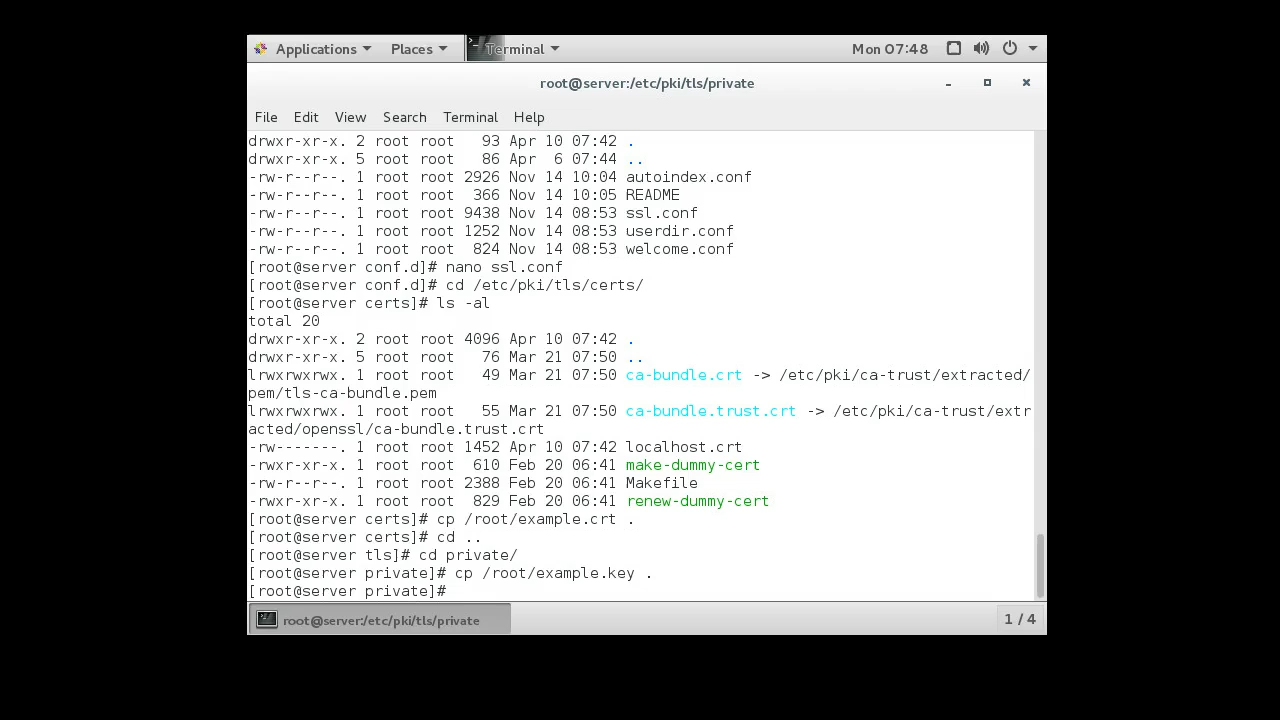 Applications Places Terminal Mon 07:48
root@server:/etc/pki/tls/private
File Edit View Search Terminal Help
drwxr-xr-x. 2 root root   93 Apr 10 07:42 .
drwxr-xr-x. 5 root root   86 Apr  6 07:44 ..
-rw-r--r--. 1 root root 2926 Nov 14 10:04 autoindex.conf
-rw-r--r--. 1 root root  366 Nov 14 10:05 README
-rw-r--r--. 1 root root 9438 Nov 14 08:53 ssl.conf
-rw-r--r--. 1 root root 1252 Nov 14 08:53 userdir.conf
-rw-r--r--. 1 root root  824 Nov 14 08:53 welcome.conf
[root@server conf.d]# nano ssl.conf
[root@server conf.d]# cd /etc/pki/tls/certs/
[root@server certs]# ls -al
total 20
drwxr-xr-x. 2 root root 4096 Apr 10 07:42 .
drwxr-xr-x. 5 root root   76 Mar 21 07:50 ..
lrwxrwxrwx. 1 root root   49 Mar 21 07:50 ca-bundle.crt -> /etc/pki/ca-trust/extracted/
pem/tls-ca-bundle.pem
lrwxrwxrwx. 1 root root   55 Mar 21 07:50 ca-bundle.trust.crt -> /etc/pki/ca-trust/extr
acted/openssl/ca-bundle.trust.crt
-rw-------. 1 root root 1452 Apr 10 07:42 localhost.crt
-rwxr-xr-x. 1 root root  610 Feb 20 06:41 make-dummy-cert
-rw-r--r--. 1 root root 2388 Feb 20 06:41 Makefile
-rwxr-xr-x. 1 root root  829 Feb 20 06:41 renew-dummy-cert
[root@server certs]# cp /root/example.crt .
[root@server certs]# cd ..
[root@server tls]# cd private/
[root@server private]# cp /root/example.key .
[root@server private]#
root@server:/etc/pki/tls/private 1 / 4